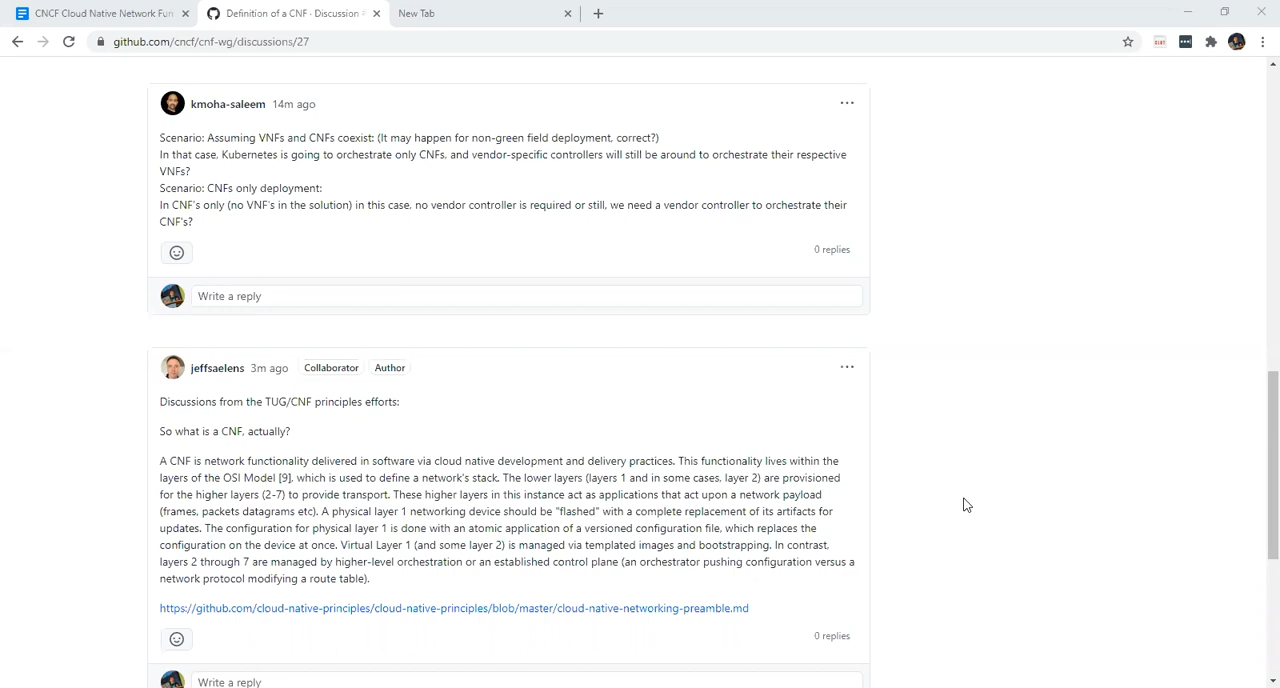 CNCF Cloud Native Network Fun
Definition of a CNF · Discussion
New Tab
github.com/cncf/cnf-wg/discussions/27
kmoha-saleem 14m ago
Scenario: Assuming VNFs and CNFs coexist: (It may happen for non-green field deployment, correct?)
In that case, Kubernetes is going to orchestrate only CNFs, and vendor-specific controllers will still be around to orchestrate their respective
VNFs?
Scenario: CNFs only deployment:
In CNF's only (no VNF's in the solution) in this case, no vendor controller is required or still, we need a vendor controller to orchestrate their
CNF's?
0 replies
Write a reply
jeffsaelens 3m ago Collaborator Author
Discussions from the TUG/CNF principles efforts:
So what is a CNF, actually?
A CNF is network functionality delivered in software via cloud native development and delivery practices. This functionality lives within the
layers of the OSI Model [9], which is used to define a network's stack. The lower layers (layers 1 and in some cases, layer 2) are provisioned
for the higher layers (2-7) to provide transport. These higher layers in this instance act as applications that act upon a network payload
(frames, packets datagrams etc). A physical layer 1 networking device should be "flashed" with a complete replacement of its artifacts for
updates. The configuration for physical layer 1 is done with an atomic application of a versioned configuration file, which replaces the
configuration on the device at once. Virtual Layer 1 (and some layer 2) is managed via templated images and bootstrapping. In contrast,
layers 2 through 7 are managed by higher-level orchestration or an established control plane (an orchestrator pushing configuration versus a
network protocol modifying a route table).
https://github.com/cloud-native-principles/cloud-native-principles/blob/master/cloud-native-networking-preamble.md
0 replies
Write a reply